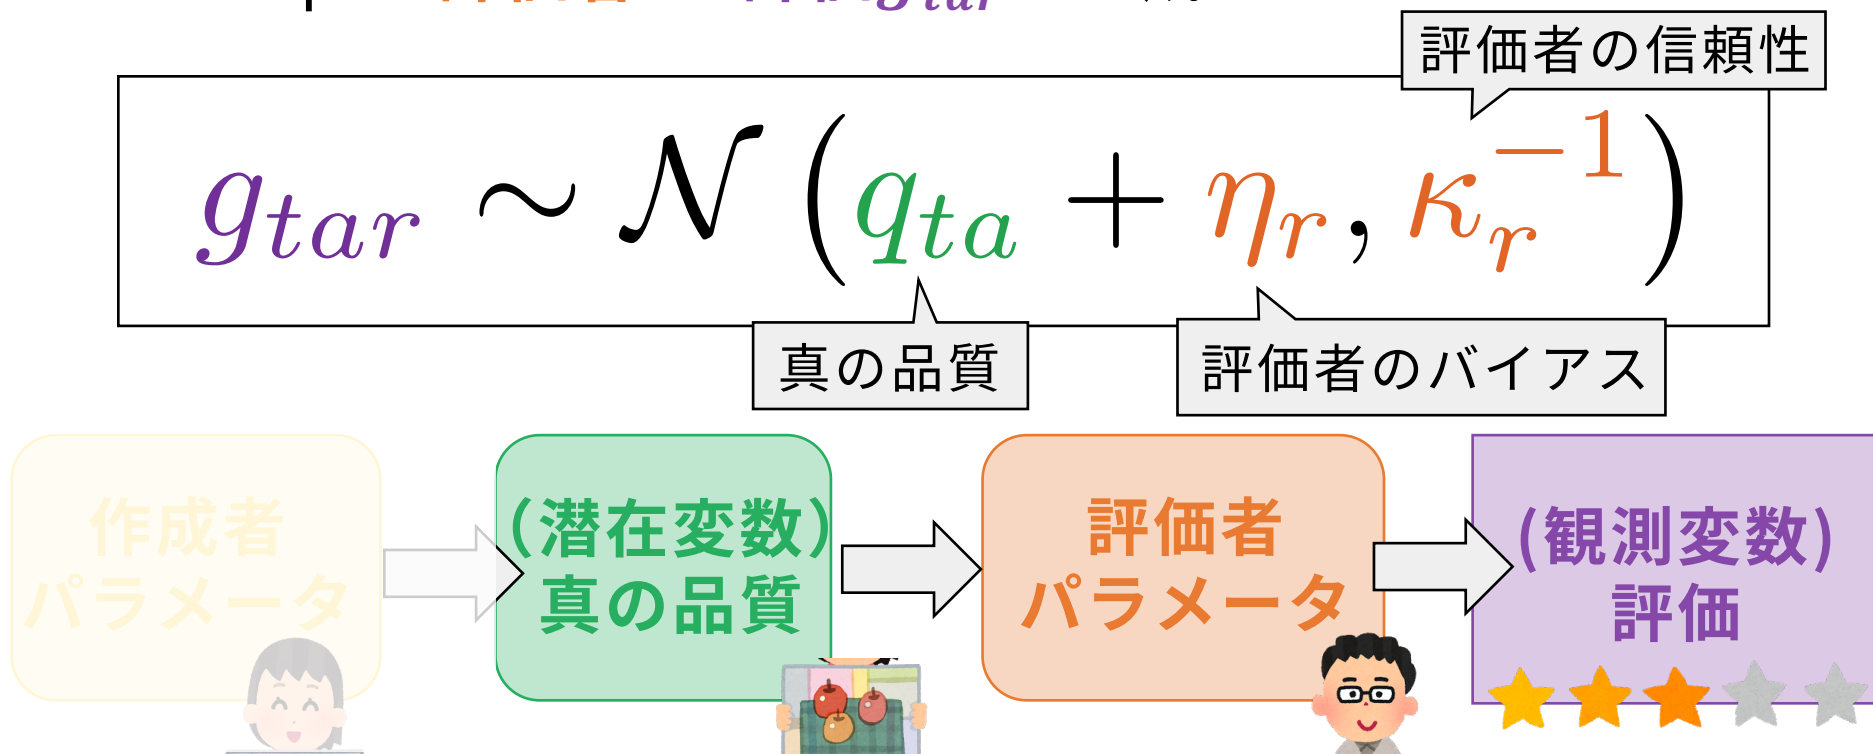 評価者の信頼性
g_{tar} ∼ 𝒩 (q_{ta} + η_r, κ_r^{-1})
真の品質
評価者のバイアス
作成者
パラメータ
(潜在変数)
真の品質
評価者
パラメータ
(観測変数)
評価